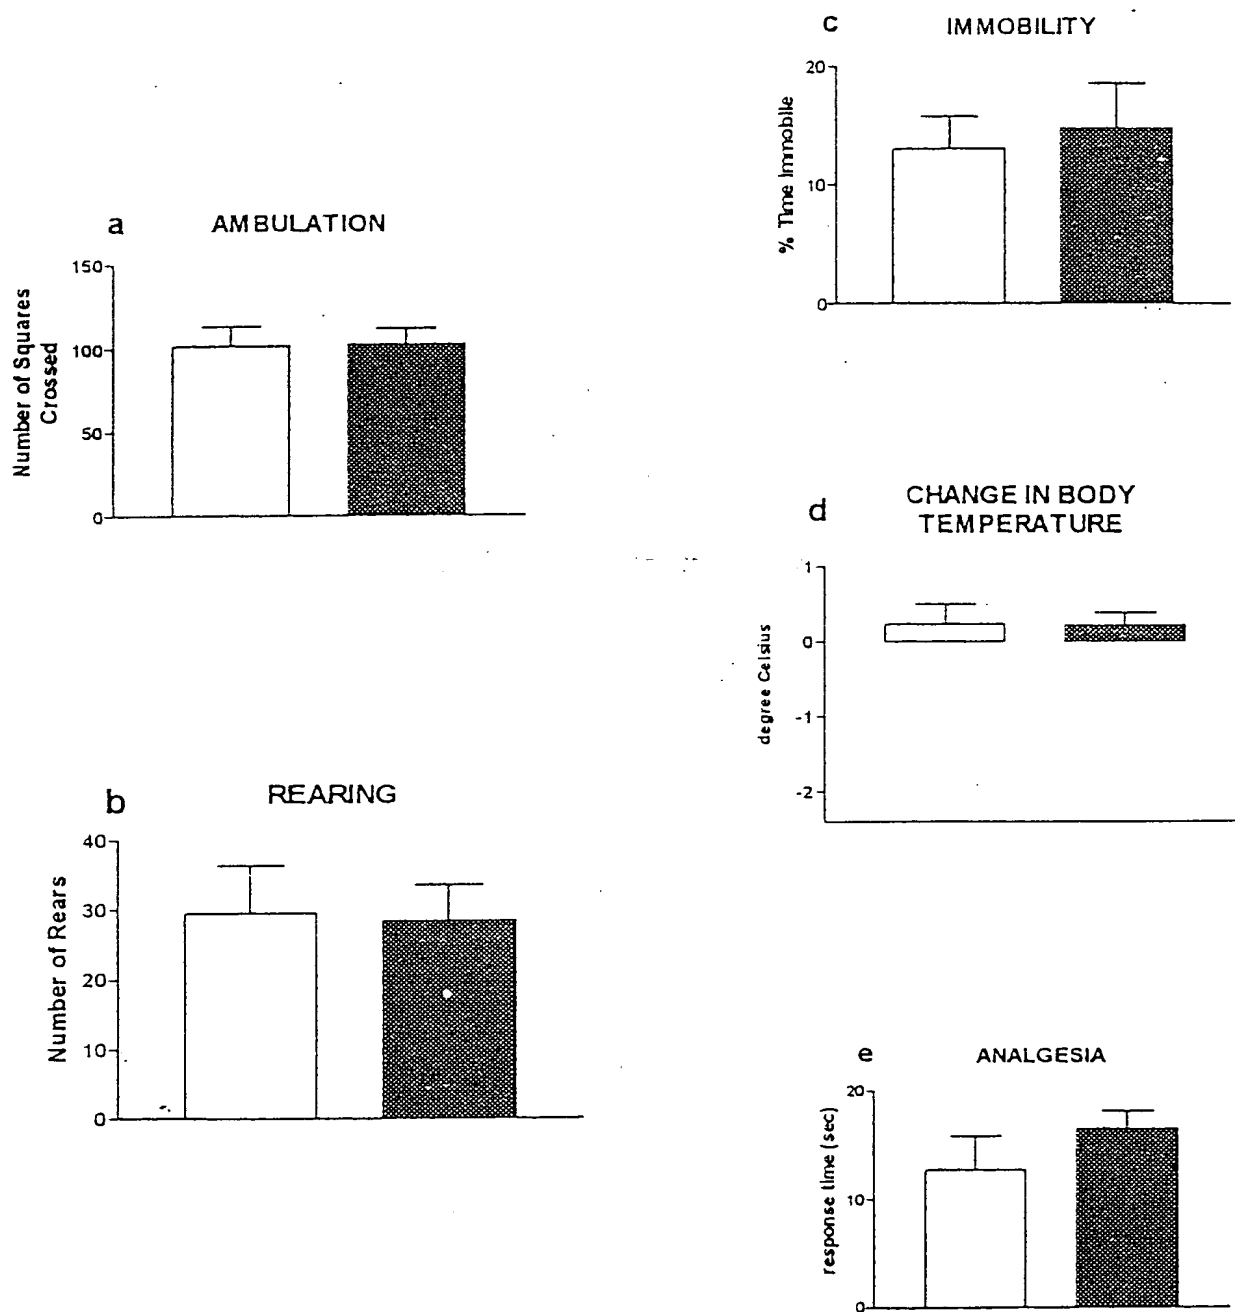 a AMBULATION
Number of Squares
Crossed
150
100
50
0
b REARING
Number of Rears
40
30
20
10
0
c IMMOBILITY
% Time Immobile
20
10
0
d CHANGE IN BODY
TEMPERATURE
degree Celsius
1
0
-1
-2
e ANALGESIA
response time (sec)
20
10
0